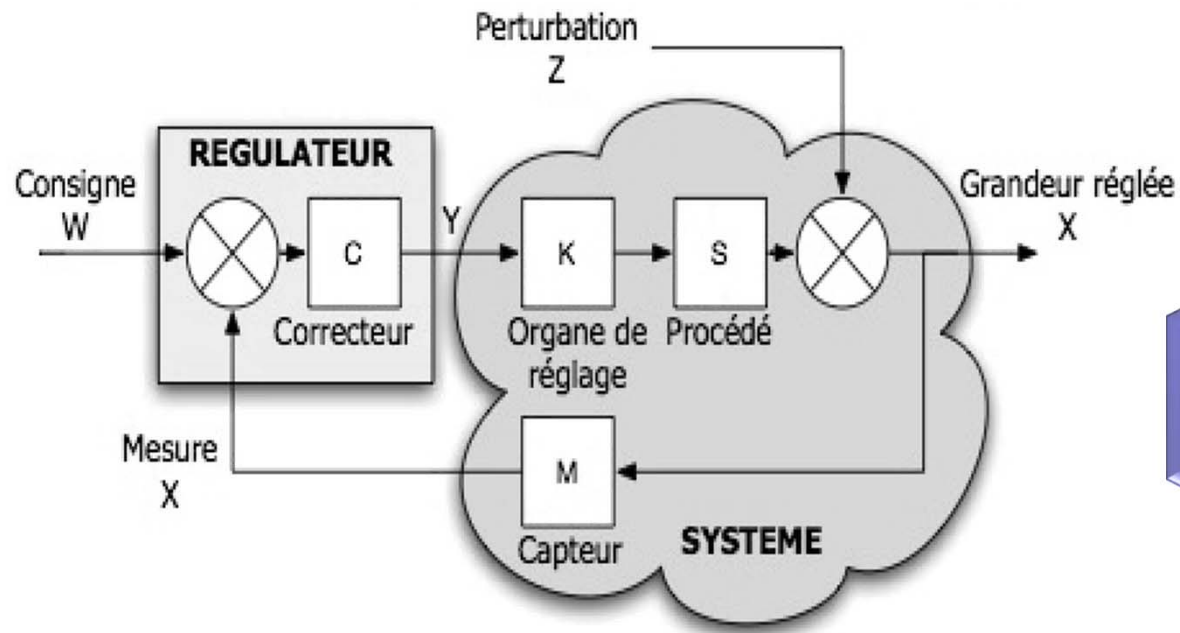 Perturbation
Z
REGULATEUR
Consigne
W
Y
Grandeur réglée
X
C
K
S
Correcteur
Organe de
réglage
Procédé
Mesure
X
M
Capteur
SYSTEME